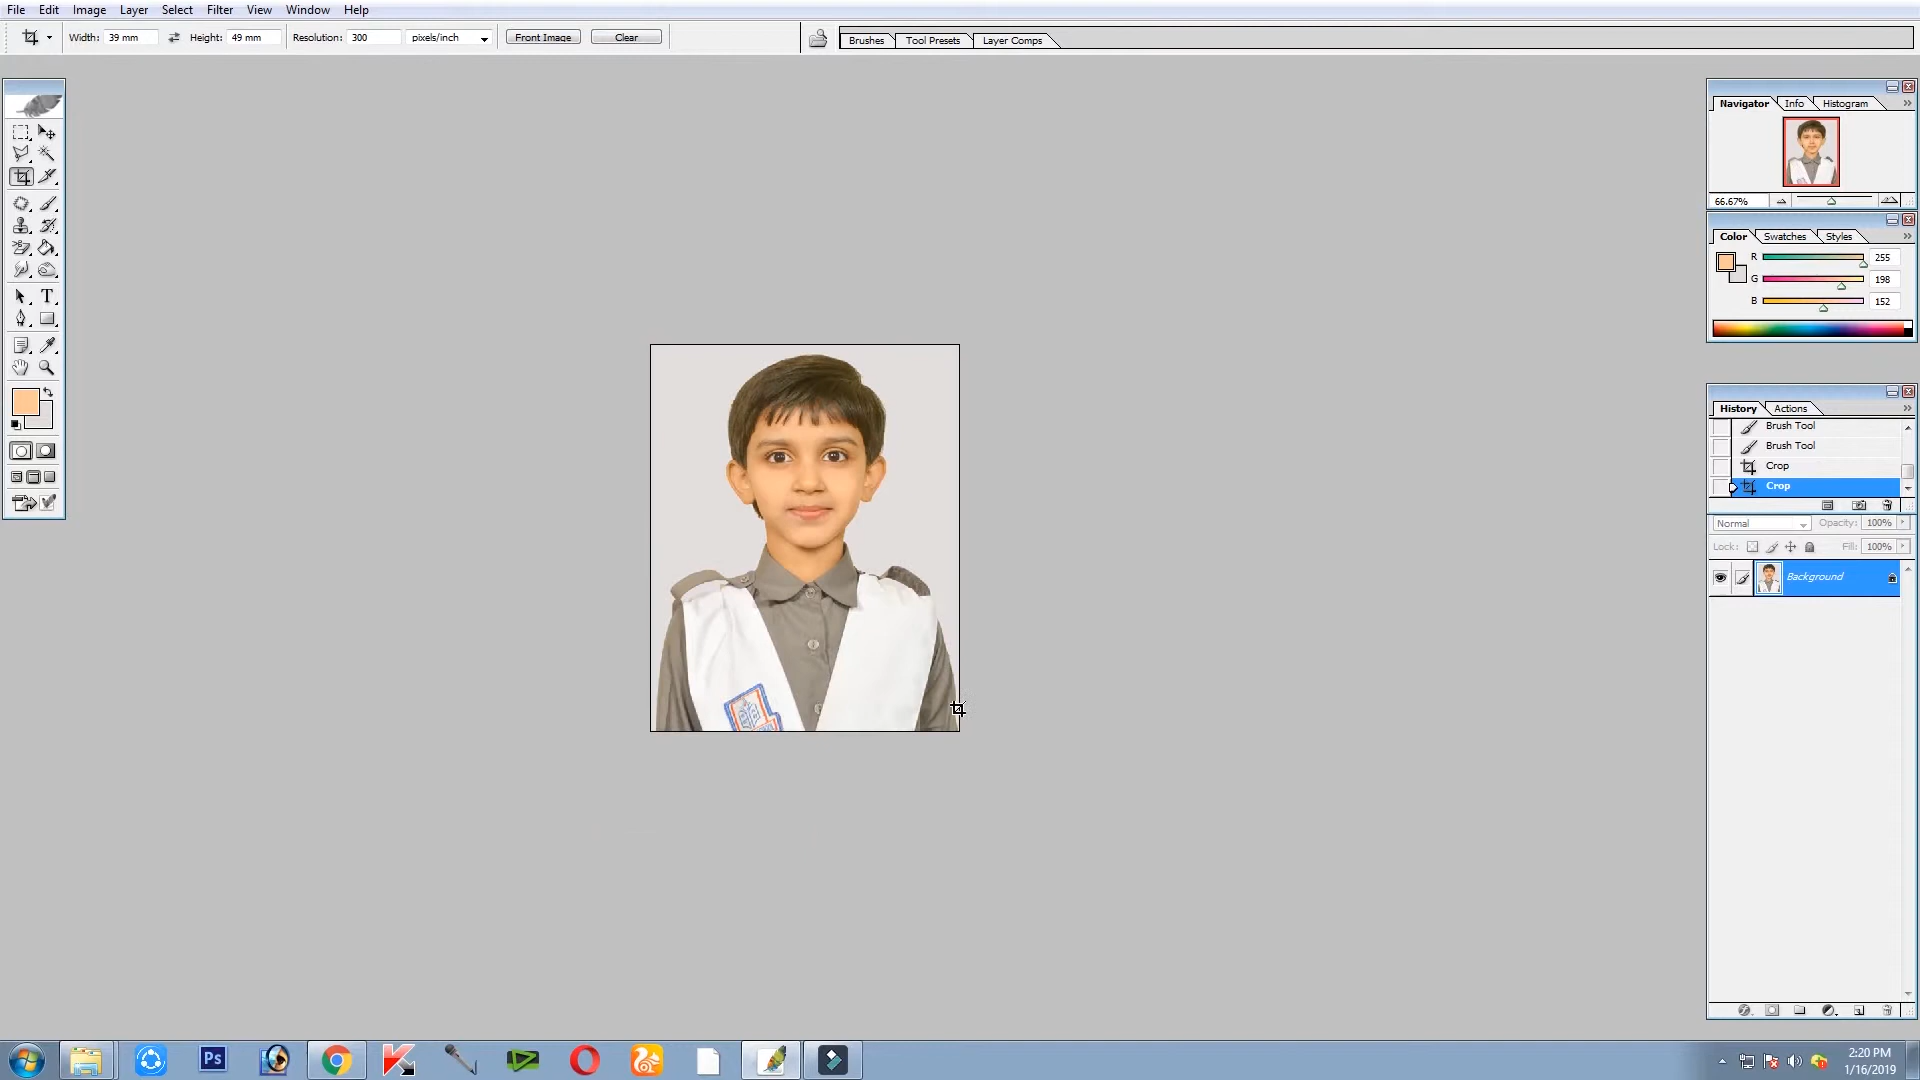 File Edit Image Layer Select Filter View Window Help
Width: 39 mm Height: 49 mm Resolution: 300 pixels/inch Front Image Clear Brushes Tool Presets Layer Comps
Navigator Info Histogram
66.67%
Color Swatches Styles
R 255
G 198
B 152
History Actions
Brush Tool
Brush Tool
Crop
Crop
Normal Opacity: 100%
Lock: Fill: 100%
Background
T
Ps
2:20 PM
1/16/2019